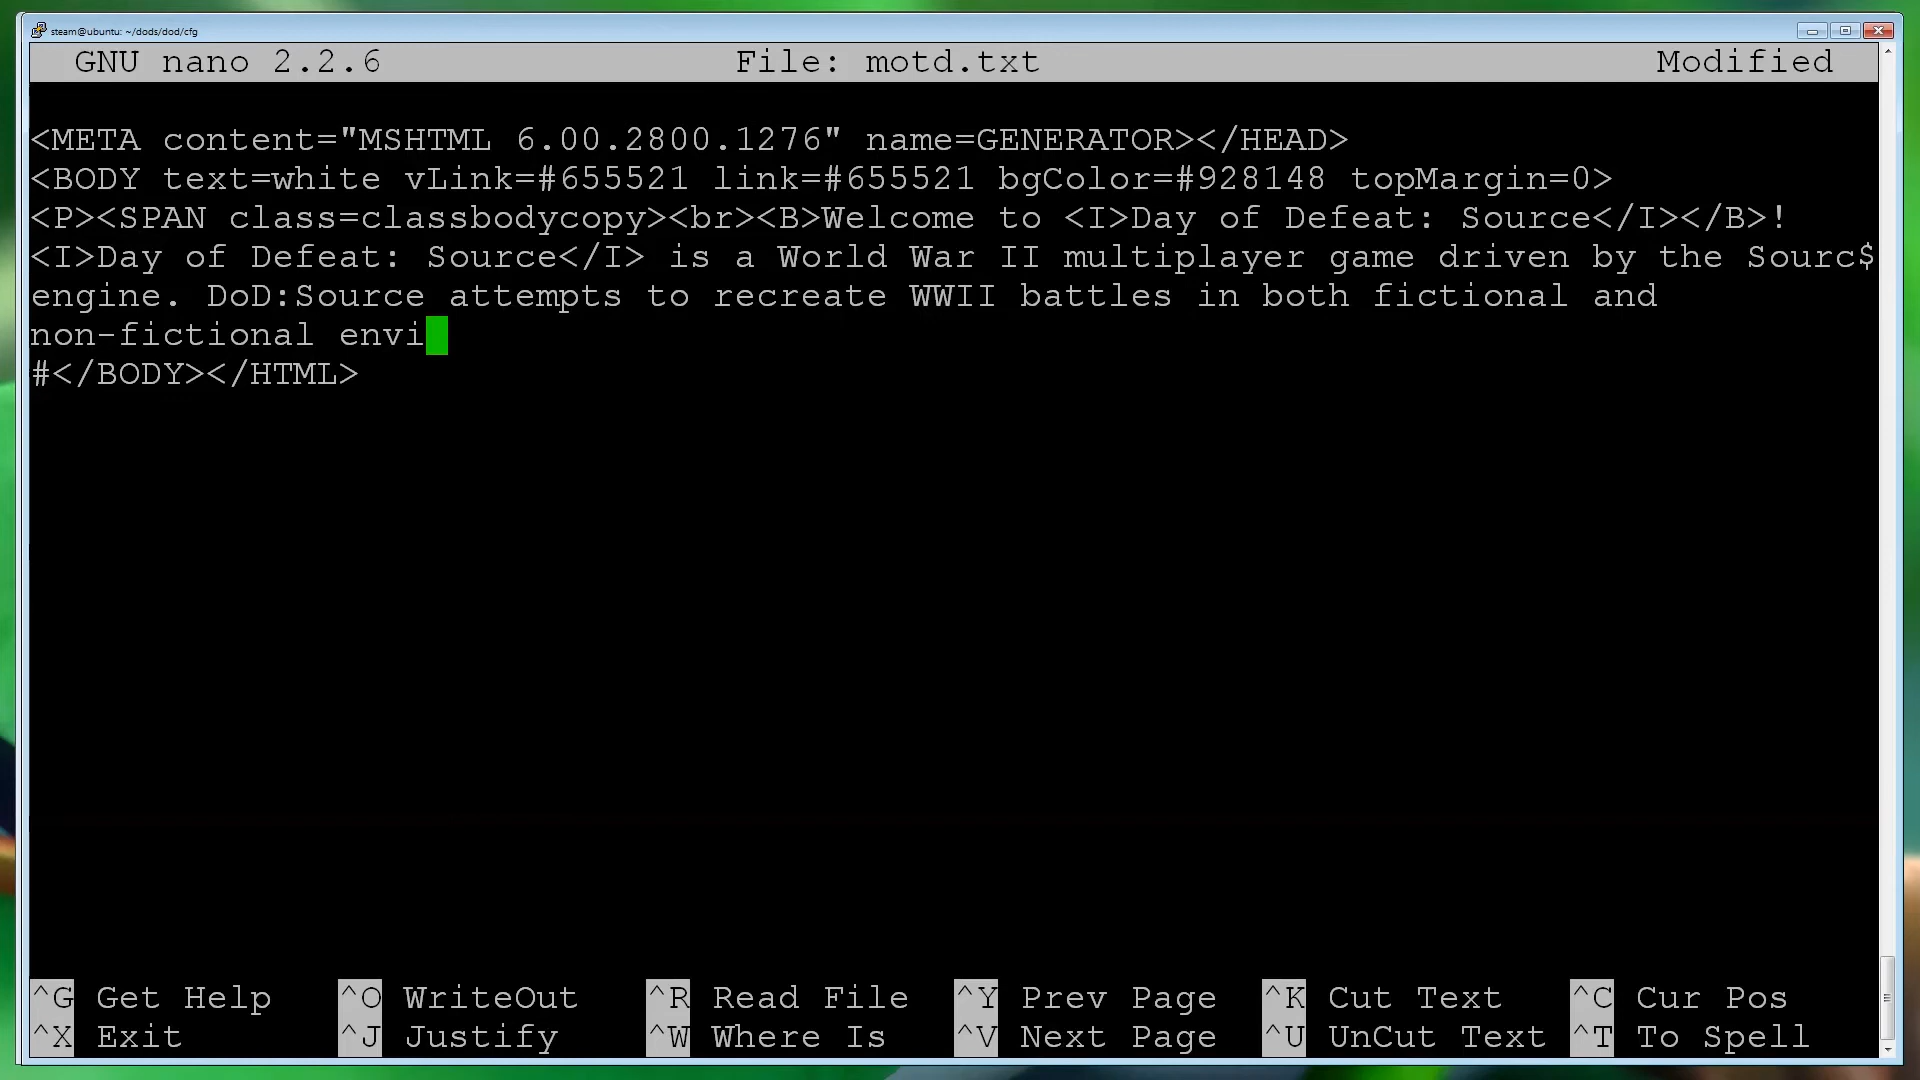 steam@ubuntu: ~/dods/dod/cfg
GNU nano 2.2.6 File: motd.txt Modified
<META content="MSHTML 6.00.2800.1276" name=GENERATOR></HEAD>
<BODY text=white vLink=#655521 link=#655521 bgColor=#928148 topMargin=0>
<P><SPAN class=classbodycopy><br><B>Welcome to <I>Day of Defeat: Source</I></B>!
<I>Day of Defeat: Source</I> is a World War II multiplayer game driven by the Sourc$
engine. DoD:Source attempts to recreate WWII battles in both fictional and
non-fictional envi
#</BODY></HTML>
^G Get Help ^O WriteOut ^R Read File ^Y Prev Page ^K Cut Text ^C Cur Pos
^X Exit ^J Justify ^W Where Is ^V Next Page ^U UnCut Text ^T To Spell